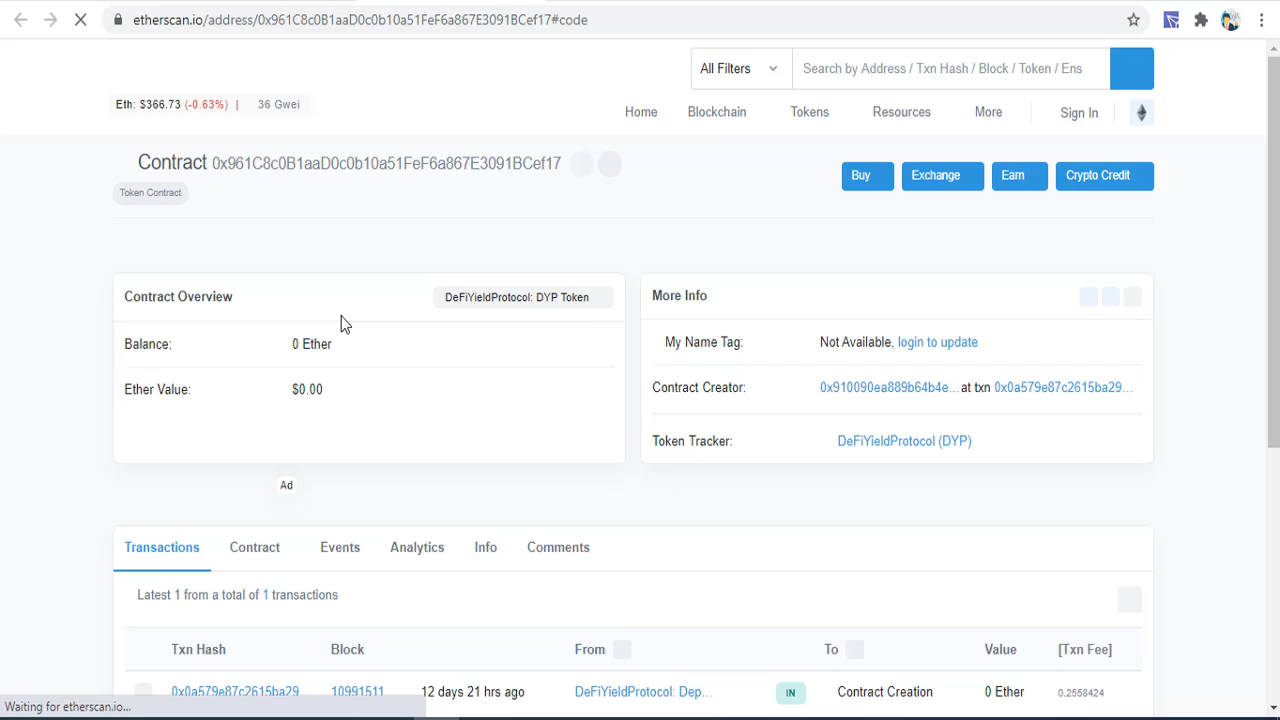 etherscan.io/address/0x961C8c0B1aaD0c0b10a51FeF6a867E3091BCef17#code
All Filters
Search by Address / Txn Hash / Block / Token / Ens
Eth: $366.73 (-0.63%) | 36 Gwei
Home Blockchain Tokens Resources More Sign In
Contract 0x961C8c0B1aaD0c0b10a51FeF6a867E3091BCef17
Buy Exchange Earn Crypto Credit
Token Contract
Contract Overview DeFiYieldProtocol: DYP Token
Balance: 0 Ether
Ether Value: $0.00
More Info
My Name Tag: Not Available, login to update
Contract Creator: 0x910090ea889b64b4e... at txn 0x0a579e87c2615ba29...
Token Tracker: DeFiYieldProtocol (DYP)
Ad
Transactions Contract Events Analytics Info Comments
Latest 1 from a total of 1 transactions
Txn Hash Block From To Value [Txn Fee]
0x0a579e87c2615ba29 10991511 12 days 21 hrs ago DeFiYieldProtocol: Dep... IN Contract Creation 0 Ether 0.2558424
Waiting for etherscan.io...